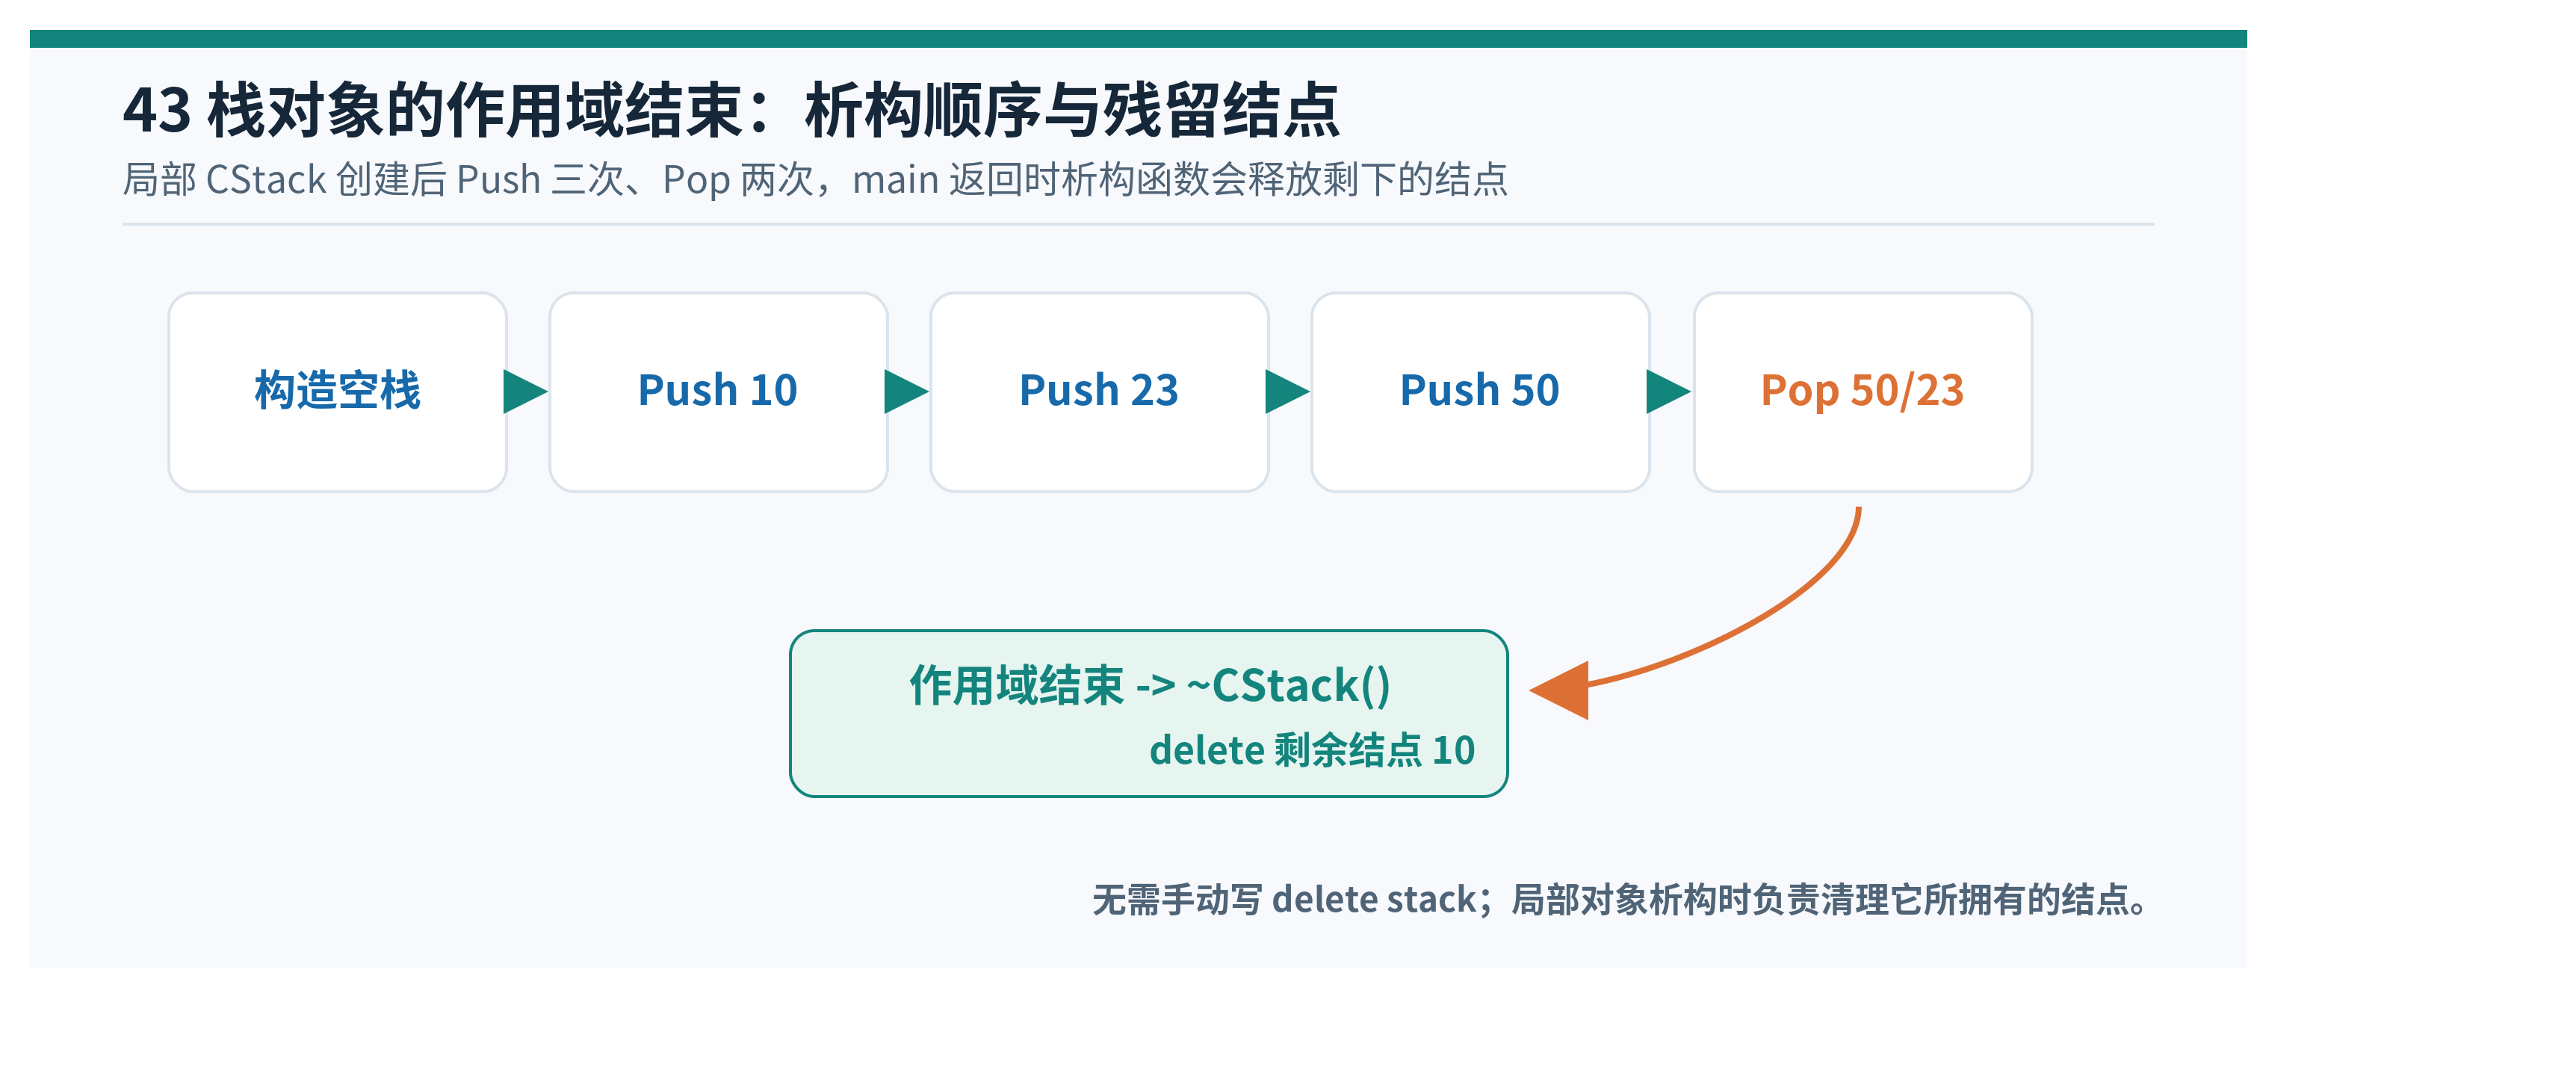 43 栈对象的作用域结束：析构顺序与残留结点
局部 CStack 创建后 Push 三次、Pop 两次，main 返回时析构函数会释放剩下的结点
构造空栈
Push 10
Push 23
Push 50
Pop 50/23
作用域结束 -> ~CStack()
delete 剩余结点 10
无需手动写 delete stack；局部对象析构时负责清理它所拥有的结点。